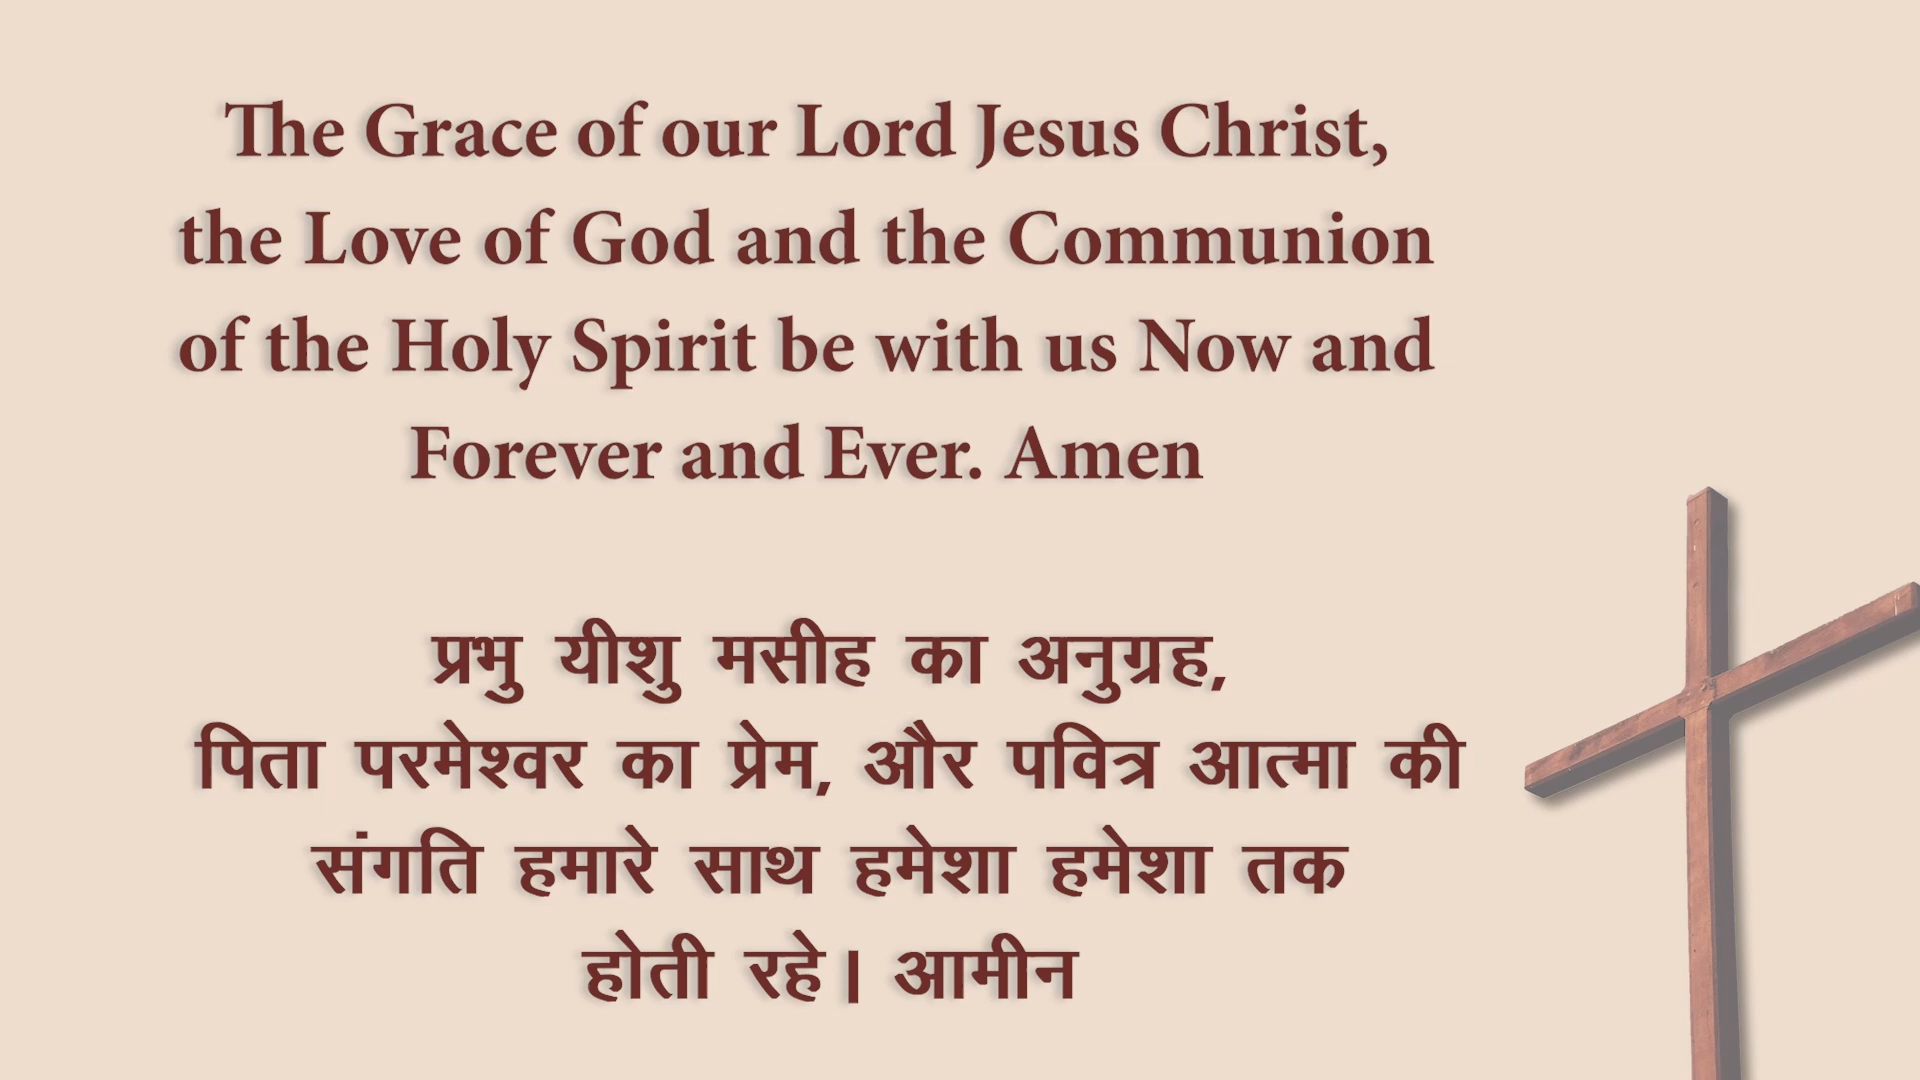 The Grace of our Lord Jesus Christ,
the Love of God and the Communion
of the Holy Spirit be with us Now and
Forever and Ever. Amen
प्रभु यीशु मसीह का अनुग्रह,
पिता परमेश्वर का प्रेम, और पवित्र आत्मा की
संगति हमारे साथ हमेशा हमेशा तक
होती रहे। आमीन